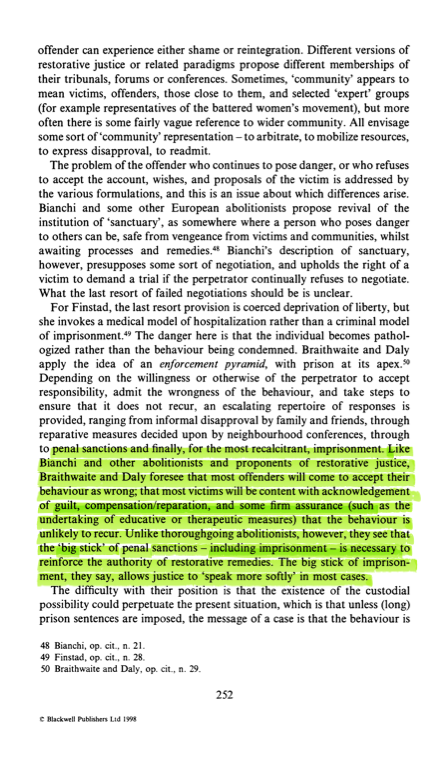 offender can experience either shame or reintegration. Different versions of
restorative justice or related paradigms propose different memberships of
their tribunals, forums or conferences. Sometimes, 'community' appears to
mean victims, offenders, those close to them, and selected 'expert' groups
(for example representatives of the battered women's movement), but more
often there is some fairly vague reference to wider community. All envisage
some sort of 'community' representation – to arbitrate, to mobilize resources,
to express disapproval, to readmit.
The problem of the offender who continues to pose danger, or who refuses
to accept the account, wishes, and proposals of the victim is addressed by
the various formulations, and this is an issue about which differences arise.
Bianchi and some other European abolitionists propose revival of the
institution of 'sanctuary', as somewhere where a person who poses danger
to others can be, safe from vengeance from victims and communities, whilst
awaiting processes and remedies.48 Bianchi's description of sanctuary,
however, presupposes some sort of negotiation, and upholds the right of a
victim to demand a trial if the perpetrator continually refuses to negotiate.
What the last resort of failed negotiations should be is unclear.
For Finstad, the last resort provision is coerced deprivation of liberty, but
she invokes a medical model of hospitalization rather than a criminal model
of imprisonment.49 The danger here is that the individual becomes pathol-
ogized rather than the behaviour being condemned. Braithwaite and Daly
apply the idea of an enforcement pyramid, with prison at its apex.50
Depending on the willingness or otherwise of the perpetrator to accept
responsibility, admit the wrongness of the behaviour, and take steps to
ensure that it does not recur, an escalating repertoire of responses is
provided, ranging from informal disapproval by family and friends, through
reparative measures decided upon by neighbourhood conferences, through
to penal sanctions and finally, for the most recalcitrant, imprisonment. Like
Bianchi and other abolitionists and proponents of restorative justice,
Braithwaite and Daly foresee that most offenders will come to accept their
behaviour as wrong; that most victims will be content with acknowledgement
of guilt, compensation/reparation, and some firm assurance (such as the
undertaking of educative or therapeutic measures) that the behaviour is
unlikely to recur. Unlike thoroughgoing abolitionists, however, they see that
the 'big stick' of penal sanctions – including imprisonment – is necessary to
reinforce the authority of restorative remedies. The big stick of imprison-
ment, they say, allows justice to 'speak more softly' in most cases.
The difficulty with their position is that the existence of the custodial
possibility could perpetuate the present situation, which is that unless (long)
prison sentences are imposed, the message of a case is that the behaviour is
48 Bianchi, op. cit., n. 21.
49 Finstad, op. cit., n. 28.
50 Braithwaite and Daly, op. cit., n. 29.
252
© Blackwell Publishers Ltd 1998